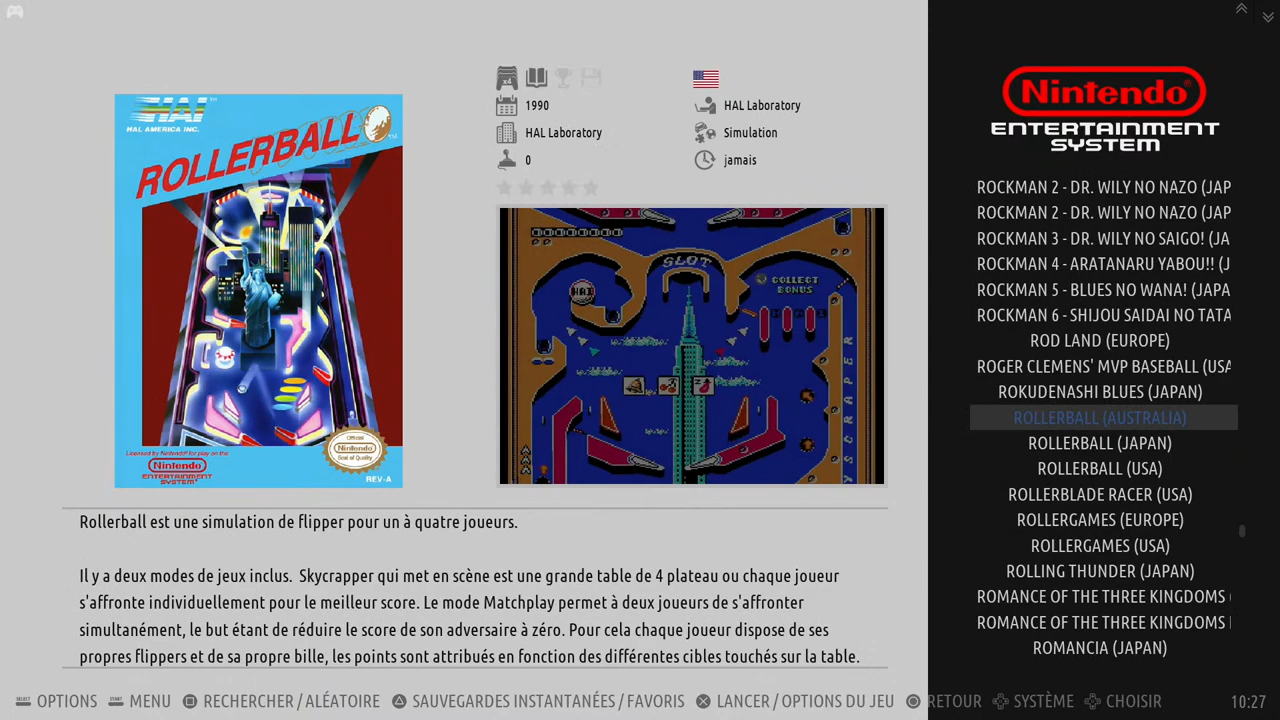 HAL
HAL AMERICA INC.
ROLLERBALL
TM
Licensed by Nintendo for play on the
Nintendo
ENTERTAINMENT
SYSTEM
Official
Nintendo
Seal of Quality
REV-A
x4
1990
HAL Laboratory
HAL Laboratory
Simulation
0
jamais
SLOT
HAL
COLLECT
BONUS
Rollerball est une simulation de flipper pour un à quatre joueurs.
Il y a deux modes de jeux inclus. Skycrapper qui met en scène est une grande table de 4 plateau ou chaque joueur
s'affronte individuellement pour le meilleur score. Le mode Matchplay permet à deux joueurs de s'affronter
simultanément, le but étant de réduire le score de son adversaire à zéro. Pour cela chaque joueur dispose de ses
propres flippers et de sa propre bille, les points sont attribués en fonction des différentes cibles touchés sur la table.
Nintendo
ENTERTAINMENT
SYSTEM
ROCKMAN 2 - DR. WILY NO NAZO (JAP
ROCKMAN 2 - DR. WILY NO NAZO (JAP
ROCKMAN 3 - DR. WILY NO SAIGO! (JA
ROCKMAN 4 - ARATANARU YABOU!! (J
ROCKMAN 5 - BLUES NO WANA! (JAPA
ROCKMAN 6 - SHIJOU SAIDAI NO TATA
ROD LAND (EUROPE)
ROGER CLEMENS' MVP BASEBALL (USA
ROKUDENASHI BLUES (JAPAN)
ROLLERBALL (AUSTRALIA)
ROLLERBALL (JAPAN)
ROLLERBALL (USA)
ROLLERBLADE RACER (USA)
ROLLERGAMES (EUROPE)
ROLLERGAMES (USA)
ROLLING THUNDER (JAPAN)
ROMANCE OF THE THREE KINGDOMS
ROMANCE OF THE THREE KINGDOMS
ROMANCIA (JAPAN)
SELECT OPTIONS START MENU RECHERCHER/ALÉATOIRE SAUVEGARDES INSTANTANÉES/FAVORIS LANCER/OPTIONS DU JEU RETOUR SYSTÈME CHOISIR 10:27